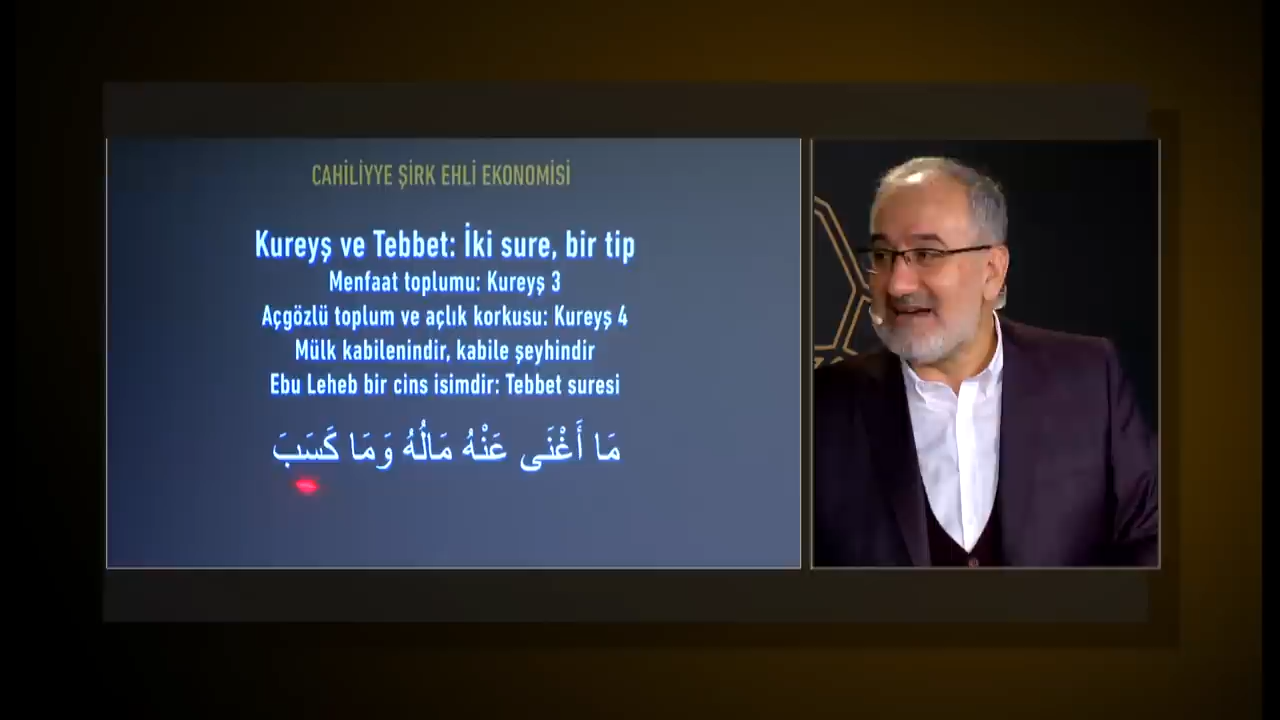 CAHİLİYYE ŞİRK EHLİ EKONOMİSİ
Kureyş ve Tebbet: İki sure, bir tip
Menfaat toplumu: Kureyş 3
Açgözlü toplum ve açlık korkusu: Kureyş 4
Mülk kabilenindir, kabile şeyhindir
Ebu Leheb bir cins isimdir: Tebbet suresi
مَا أَغْنَى عَنْهُ مَالُهُ وَمَا كَسَبَ